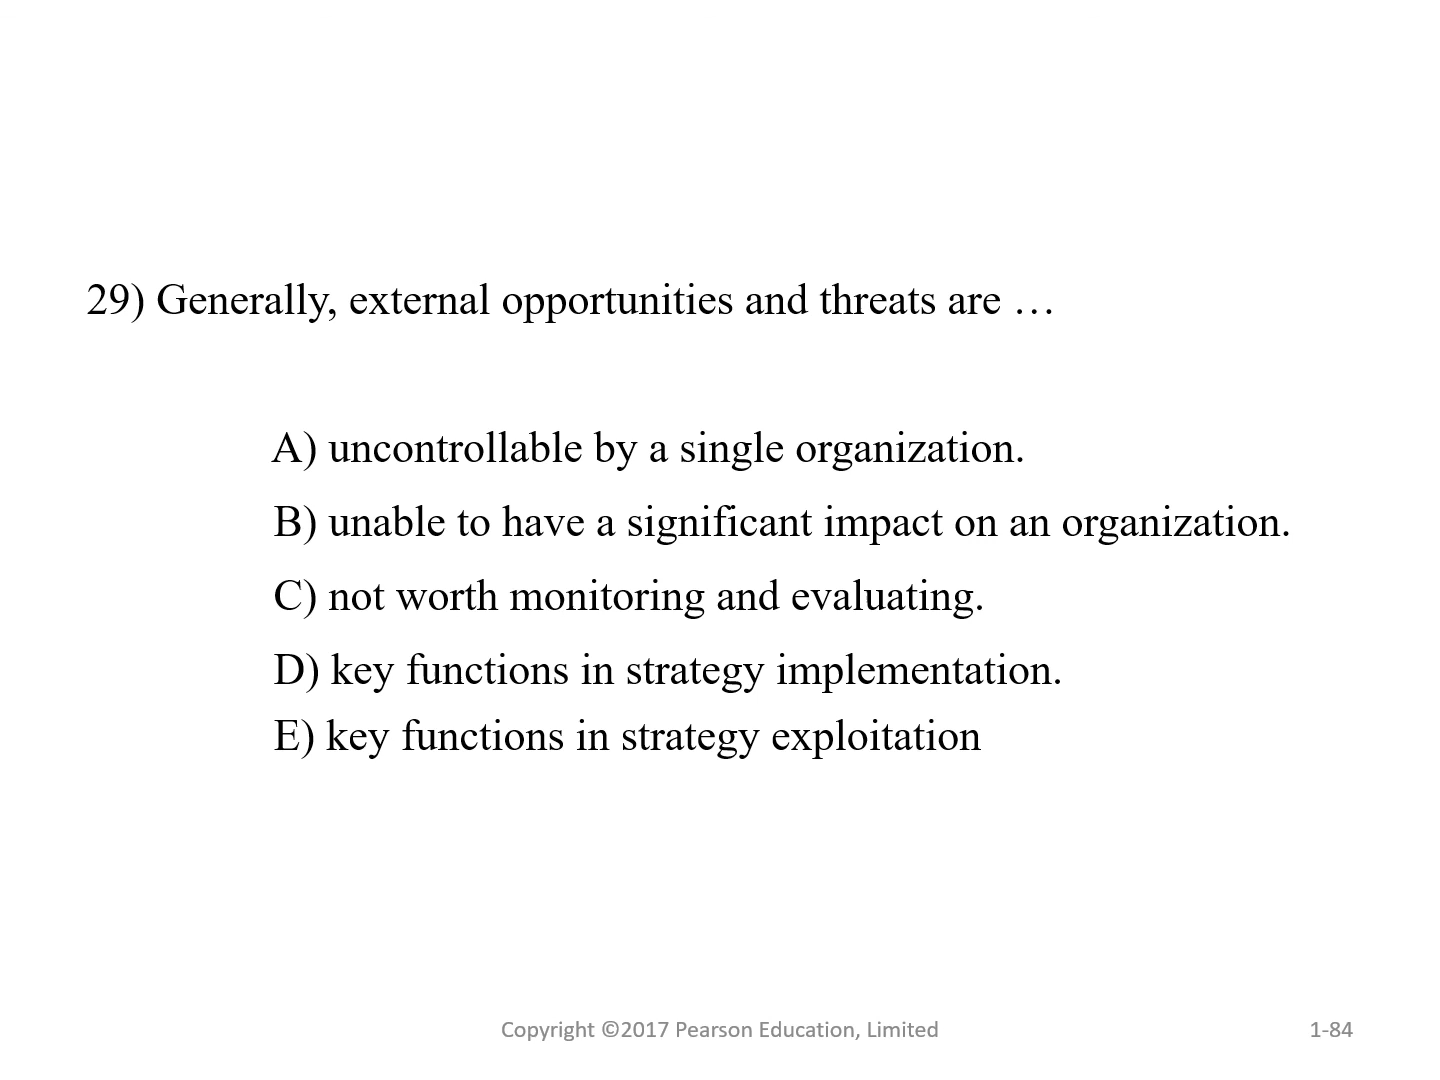 29) Generally, external opportunities and threats are …
A) uncontrollable by a single organization.
B) unable to have a significant impact on an organization.
C) not worth monitoring and evaluating.
D) key functions in strategy implementation.
E) key functions in strategy exploitation
Copyright ©2017 Pearson Education, Limited
1-84